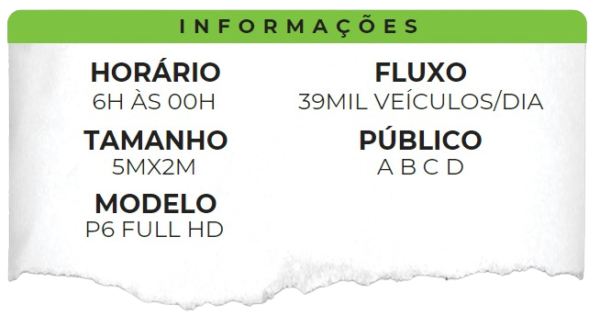 INFORMAÇÕES
HORÁRIO
6H ÀS 00H
TAMANHO
5MX2M
MODELO
P6 FULL HD
FLUXO
39MIL VEÍCULOS/DIA
PÚBLICO
A B C D